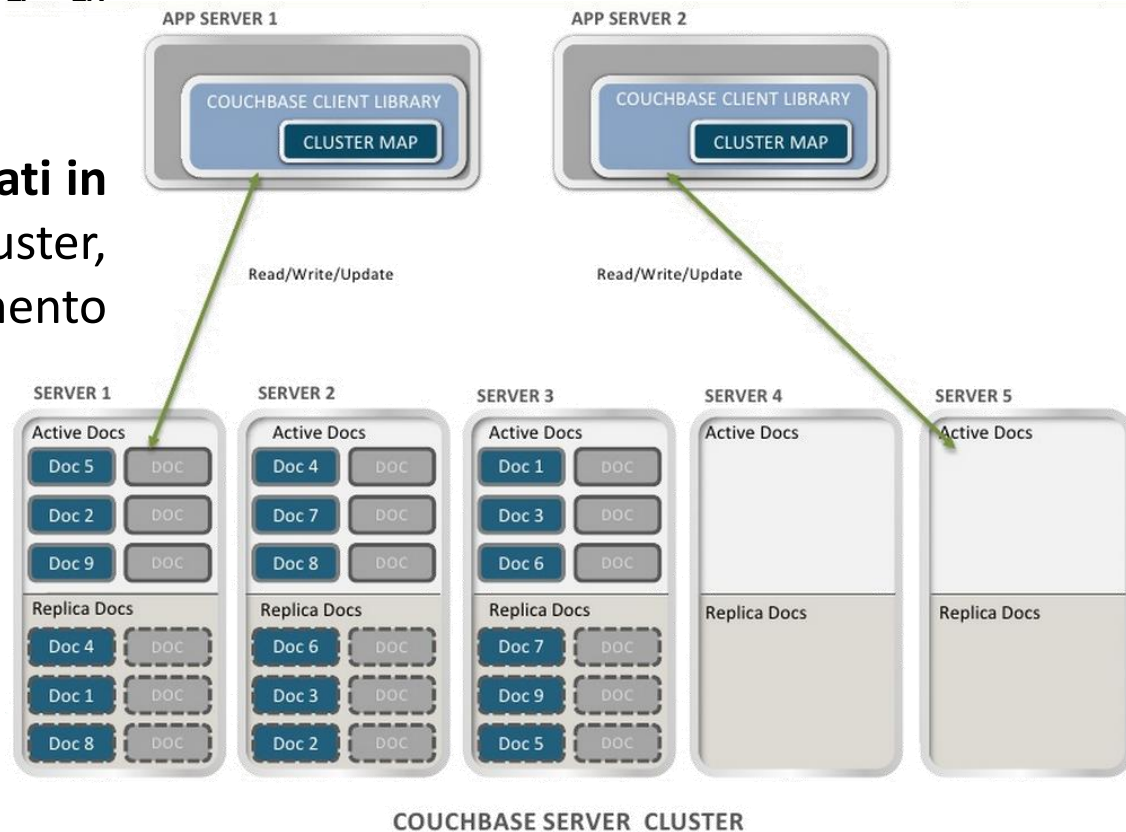 APP SERVER 1
APP SERVER 2
COUCHBASE CLIENT LIBRARY
CLUSTER MAP
COUCHBASE CLIENT LIBRARY
CLUSTER MAP
ati in
uster,
nento
Read/Write/Update
Read/Write/Update
SERVER 1
Active Docs
Doc 5 DOC
Doc 2 DOC
Doc 9 DOC
Replica Docs
Doc 4 DOC
Doc 1 DOC
Doc 8 DOC
SERVER 2
Active Docs
Doc 4 DOC
Doc 7 DOC
Doc 8 DOC
Replica Docs
Doc 6 DOC
Doc 3 DOC
Doc 2 DOC
SERVER 3
Active Docs
Doc 1 DOC
Doc 3 DOC
Doc 6 DOC
Replica Docs
Doc 7 DOC
Doc 9 DOC
Doc 5 DOC
SERVER 4
Active Docs
Replica Docs
SERVER 5
Active Docs
Replica Docs
COUCHBASE SERVER CLUSTER